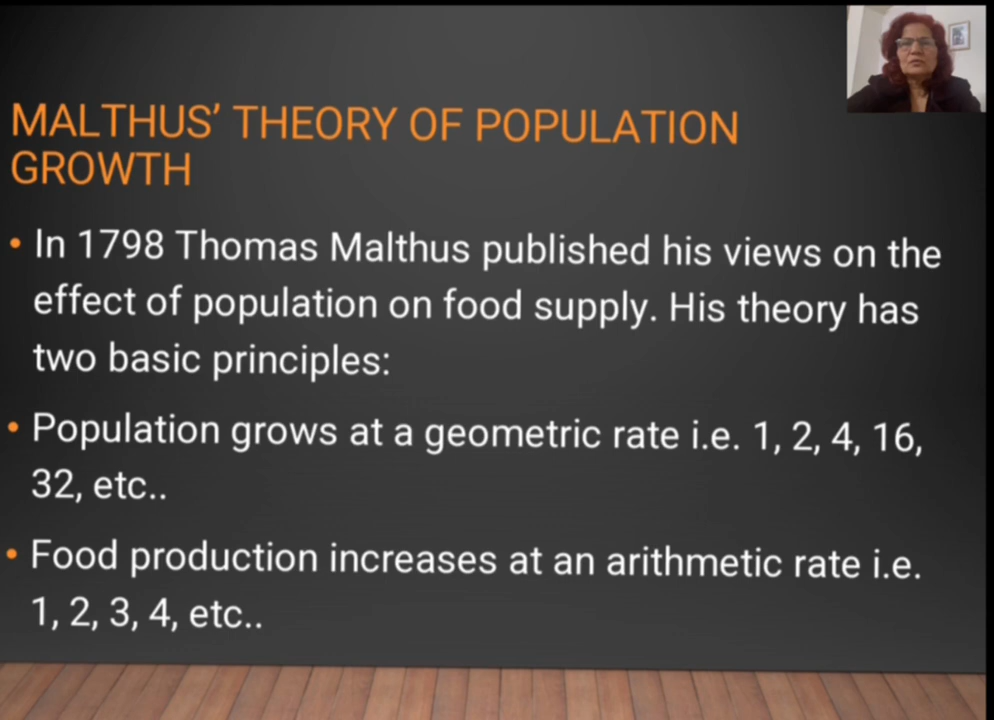 MALTHUS' THEORY OF POPULATION
GROWTH
• In 1798 Thomas Malthus published his views on the
effect of population on food supply. His theory has
two basic principles:
• Population grows at a geometric rate i.e. 1, 2, 4, 16,
32, etc..
• Food production increases at an arithmetic rate i.e.
1, 2, 3, 4, etc..